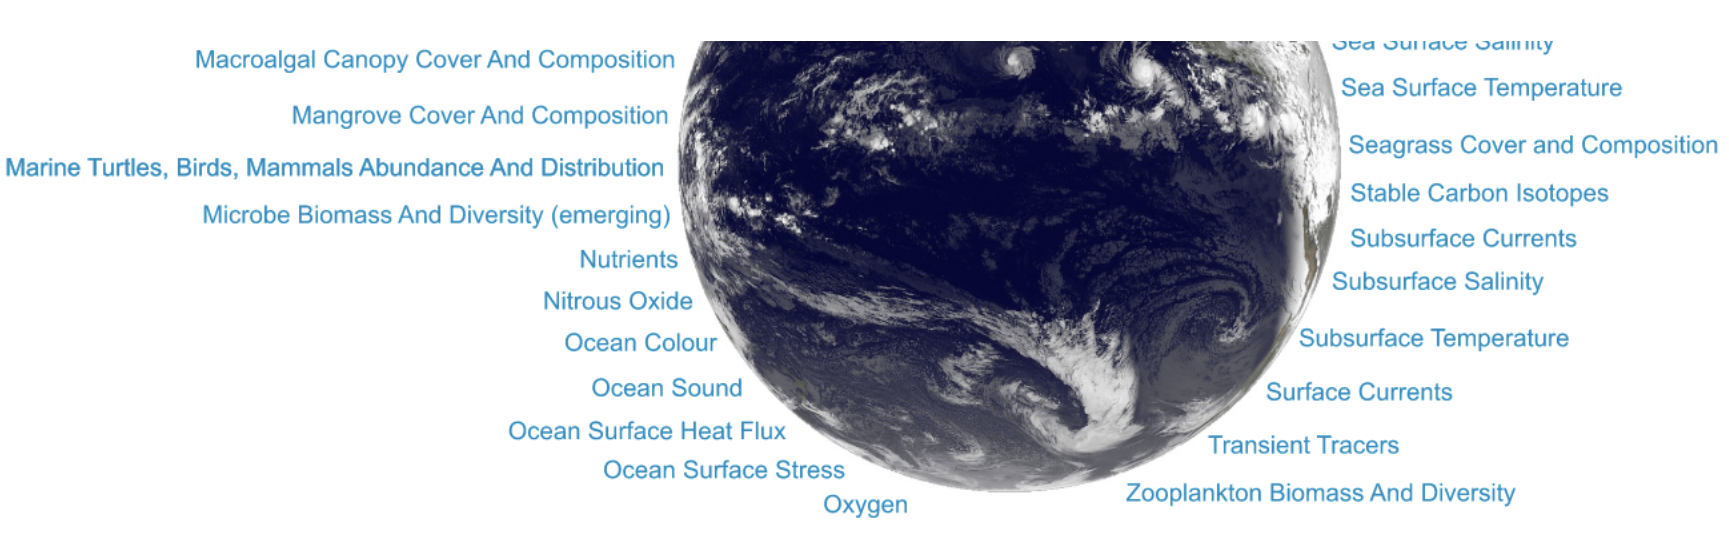 Macroalgal Canopy Cover And Composition
Mangrove Cover And Composition
Marine Turtles, Birds, Mammals Abundance And Distribution
Microbe Biomass And Diversity (emerging)
Nutrients
Nitrous Oxide
Ocean Colour
Ocean Sound
Ocean Surface Heat Flux
Ocean Surface Stress
Oxygen
Sea Surface Salinity
Sea Surface Temperature
Seagrass Cover and Composition
Stable Carbon Isotopes
Subsurface Currents
Subsurface Salinity
Subsurface Temperature
Surface Currents
Transient Tracers
Zooplankton Biomass And Diversity